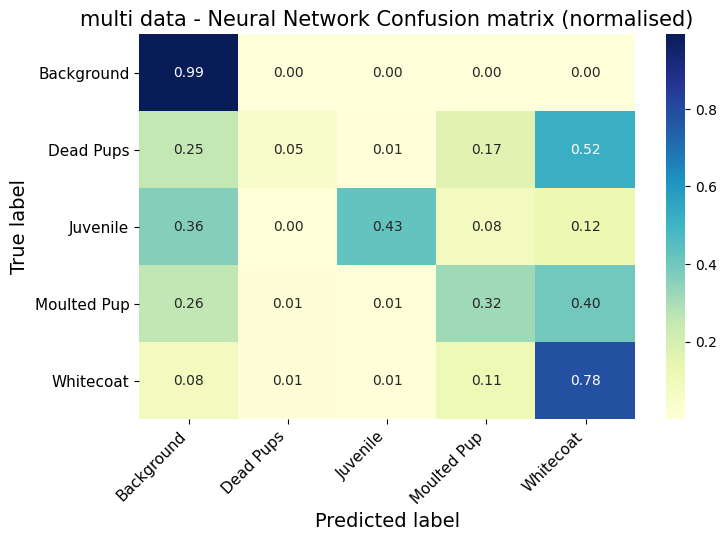 multi data - Neural Network Confusion matrix (normalised)
True label
Background 0.99 0.00 0.00 0.00 0.00
Dead Pups 0.25 0.05 0.01 0.17 0.52
Juvenile 0.36 0.00 0.43 0.08 0.12
Moulted Pup 0.26 0.01 0.01 0.32 0.40
Whitecoat 0.08 0.01 0.01 0.11 0.78
Background Dead Pups Juvenile Moulted Pup Whitecoat
Predicted label
0.8
0.6
0.4
0.2